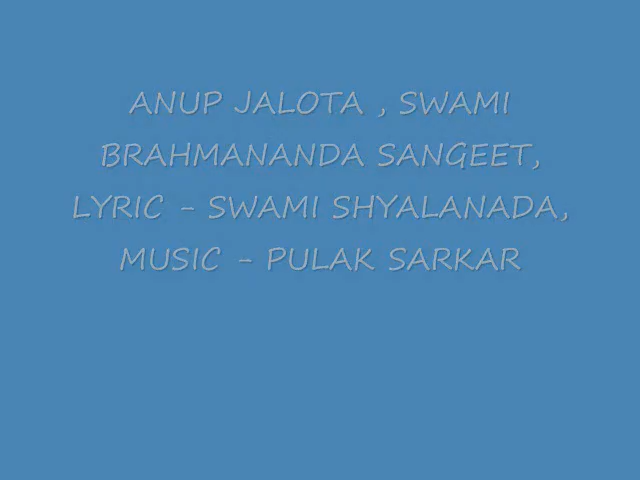 ANUP JALOTA , SWAMI
BRAHMANANDA SANGEET,
LYRIC - SWAMI SHYALANADA,
MUSIC - PULAK SARKAR